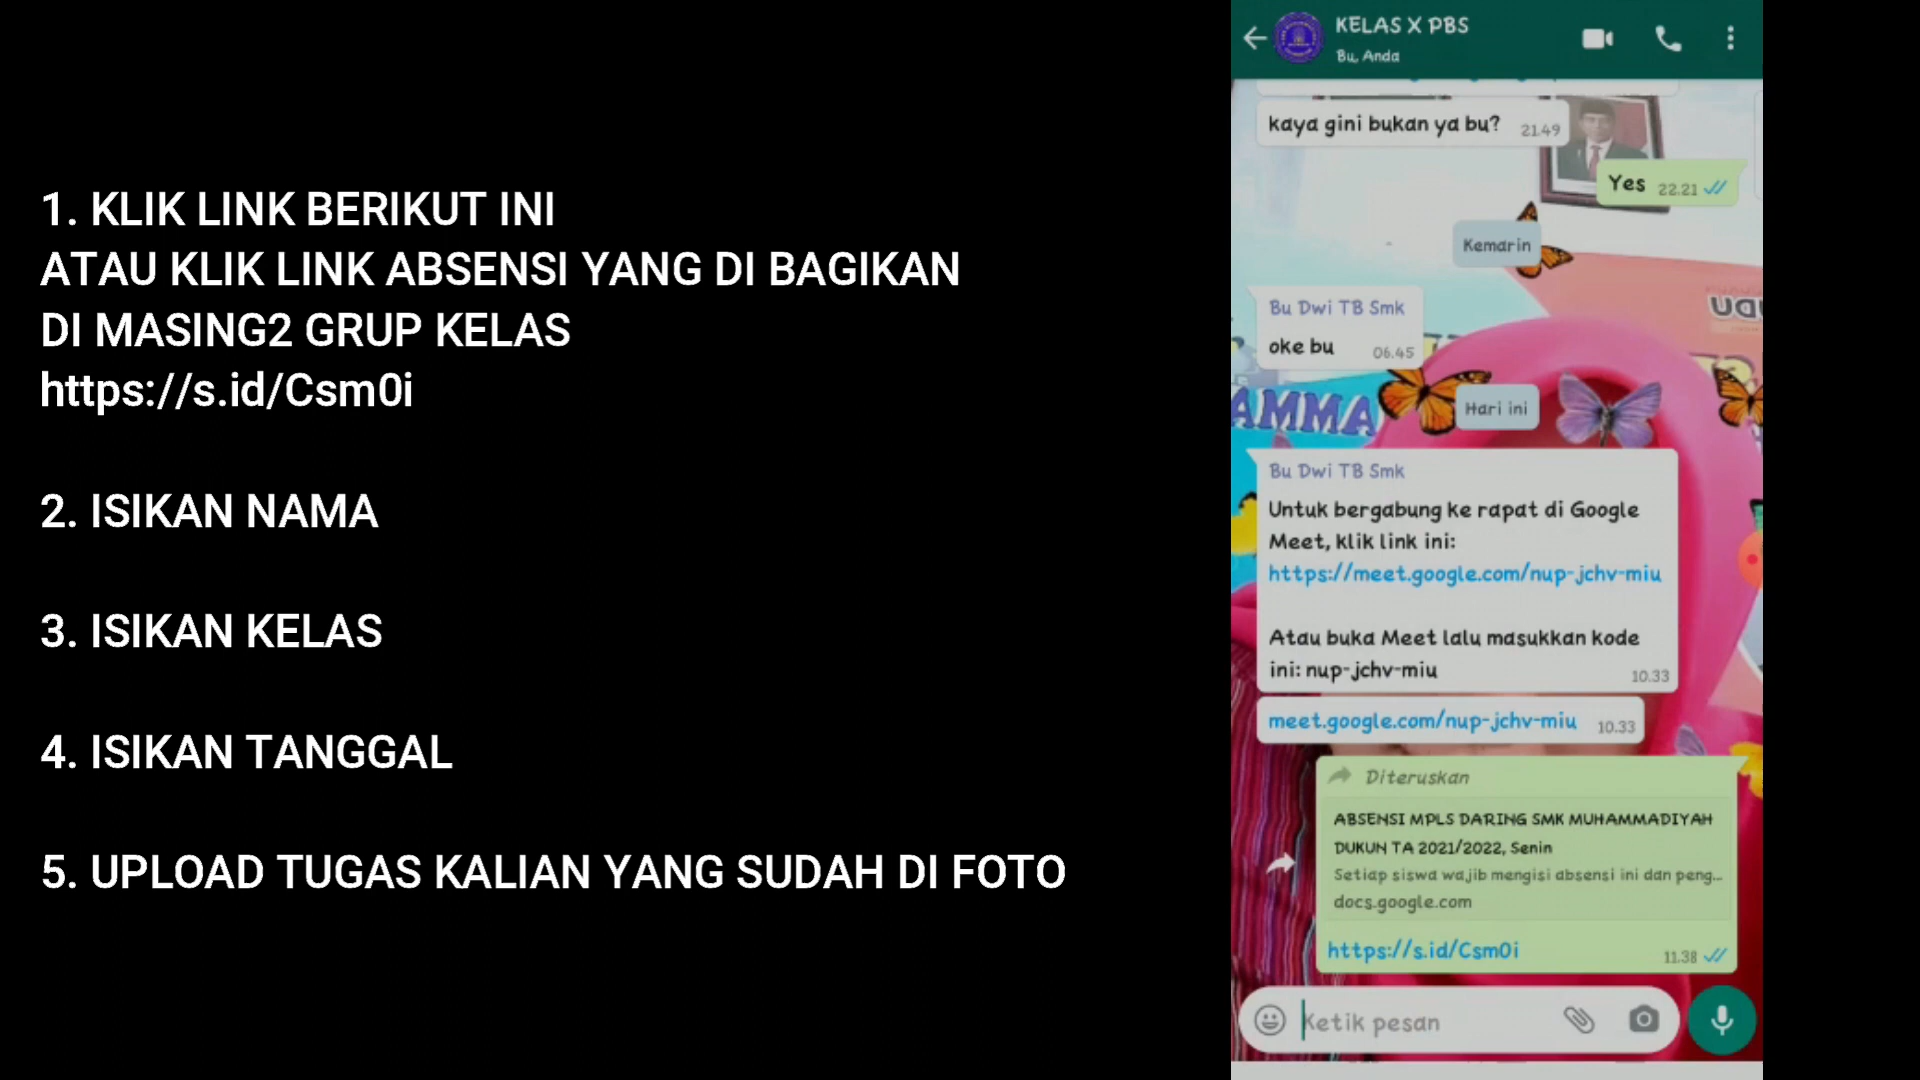 1. KLIK LINK BERIKUT INI
ATAU KLIK LINK ABSENSI YANG DI BAGIKAN
DI MASING2 GRUP KELAS
https://s.id/Csm0i
2. ISIKAN NAMA
3. ISIKAN KELAS
4. ISIKAN TANGGAL
5. UPLOAD TUGAS KALIAN YANG SUDAH DI FOTO
KELAS X PBS
Bu, Anda
kaya gini bukan ya bu? 21.49
Yes 22.21
Kemarin
Bu Dwi TB Smk
oke bu 06.45
AMMA
Hari ini
Bu Dwi TB Smk
Untuk bergabung ke rapat di Google
Meet, klik link ini:
https://meet.google.com/nup-jchv-miu
Atau buka Meet lalu masukkan kode
ini: nup-jchv-miu
10.33
meet.google.com/nup-jchv-miu 10.33
Diteruskan
ABSENSI MPLS DARING SMK MUHAMMADIYAH
DUKUN TA 2021/2022, Senin
Setiap siswa wajib mengisi absensi ini dan peng...
docs.google.com
https://s.id/Csm0i 11.38
Ketik pesan